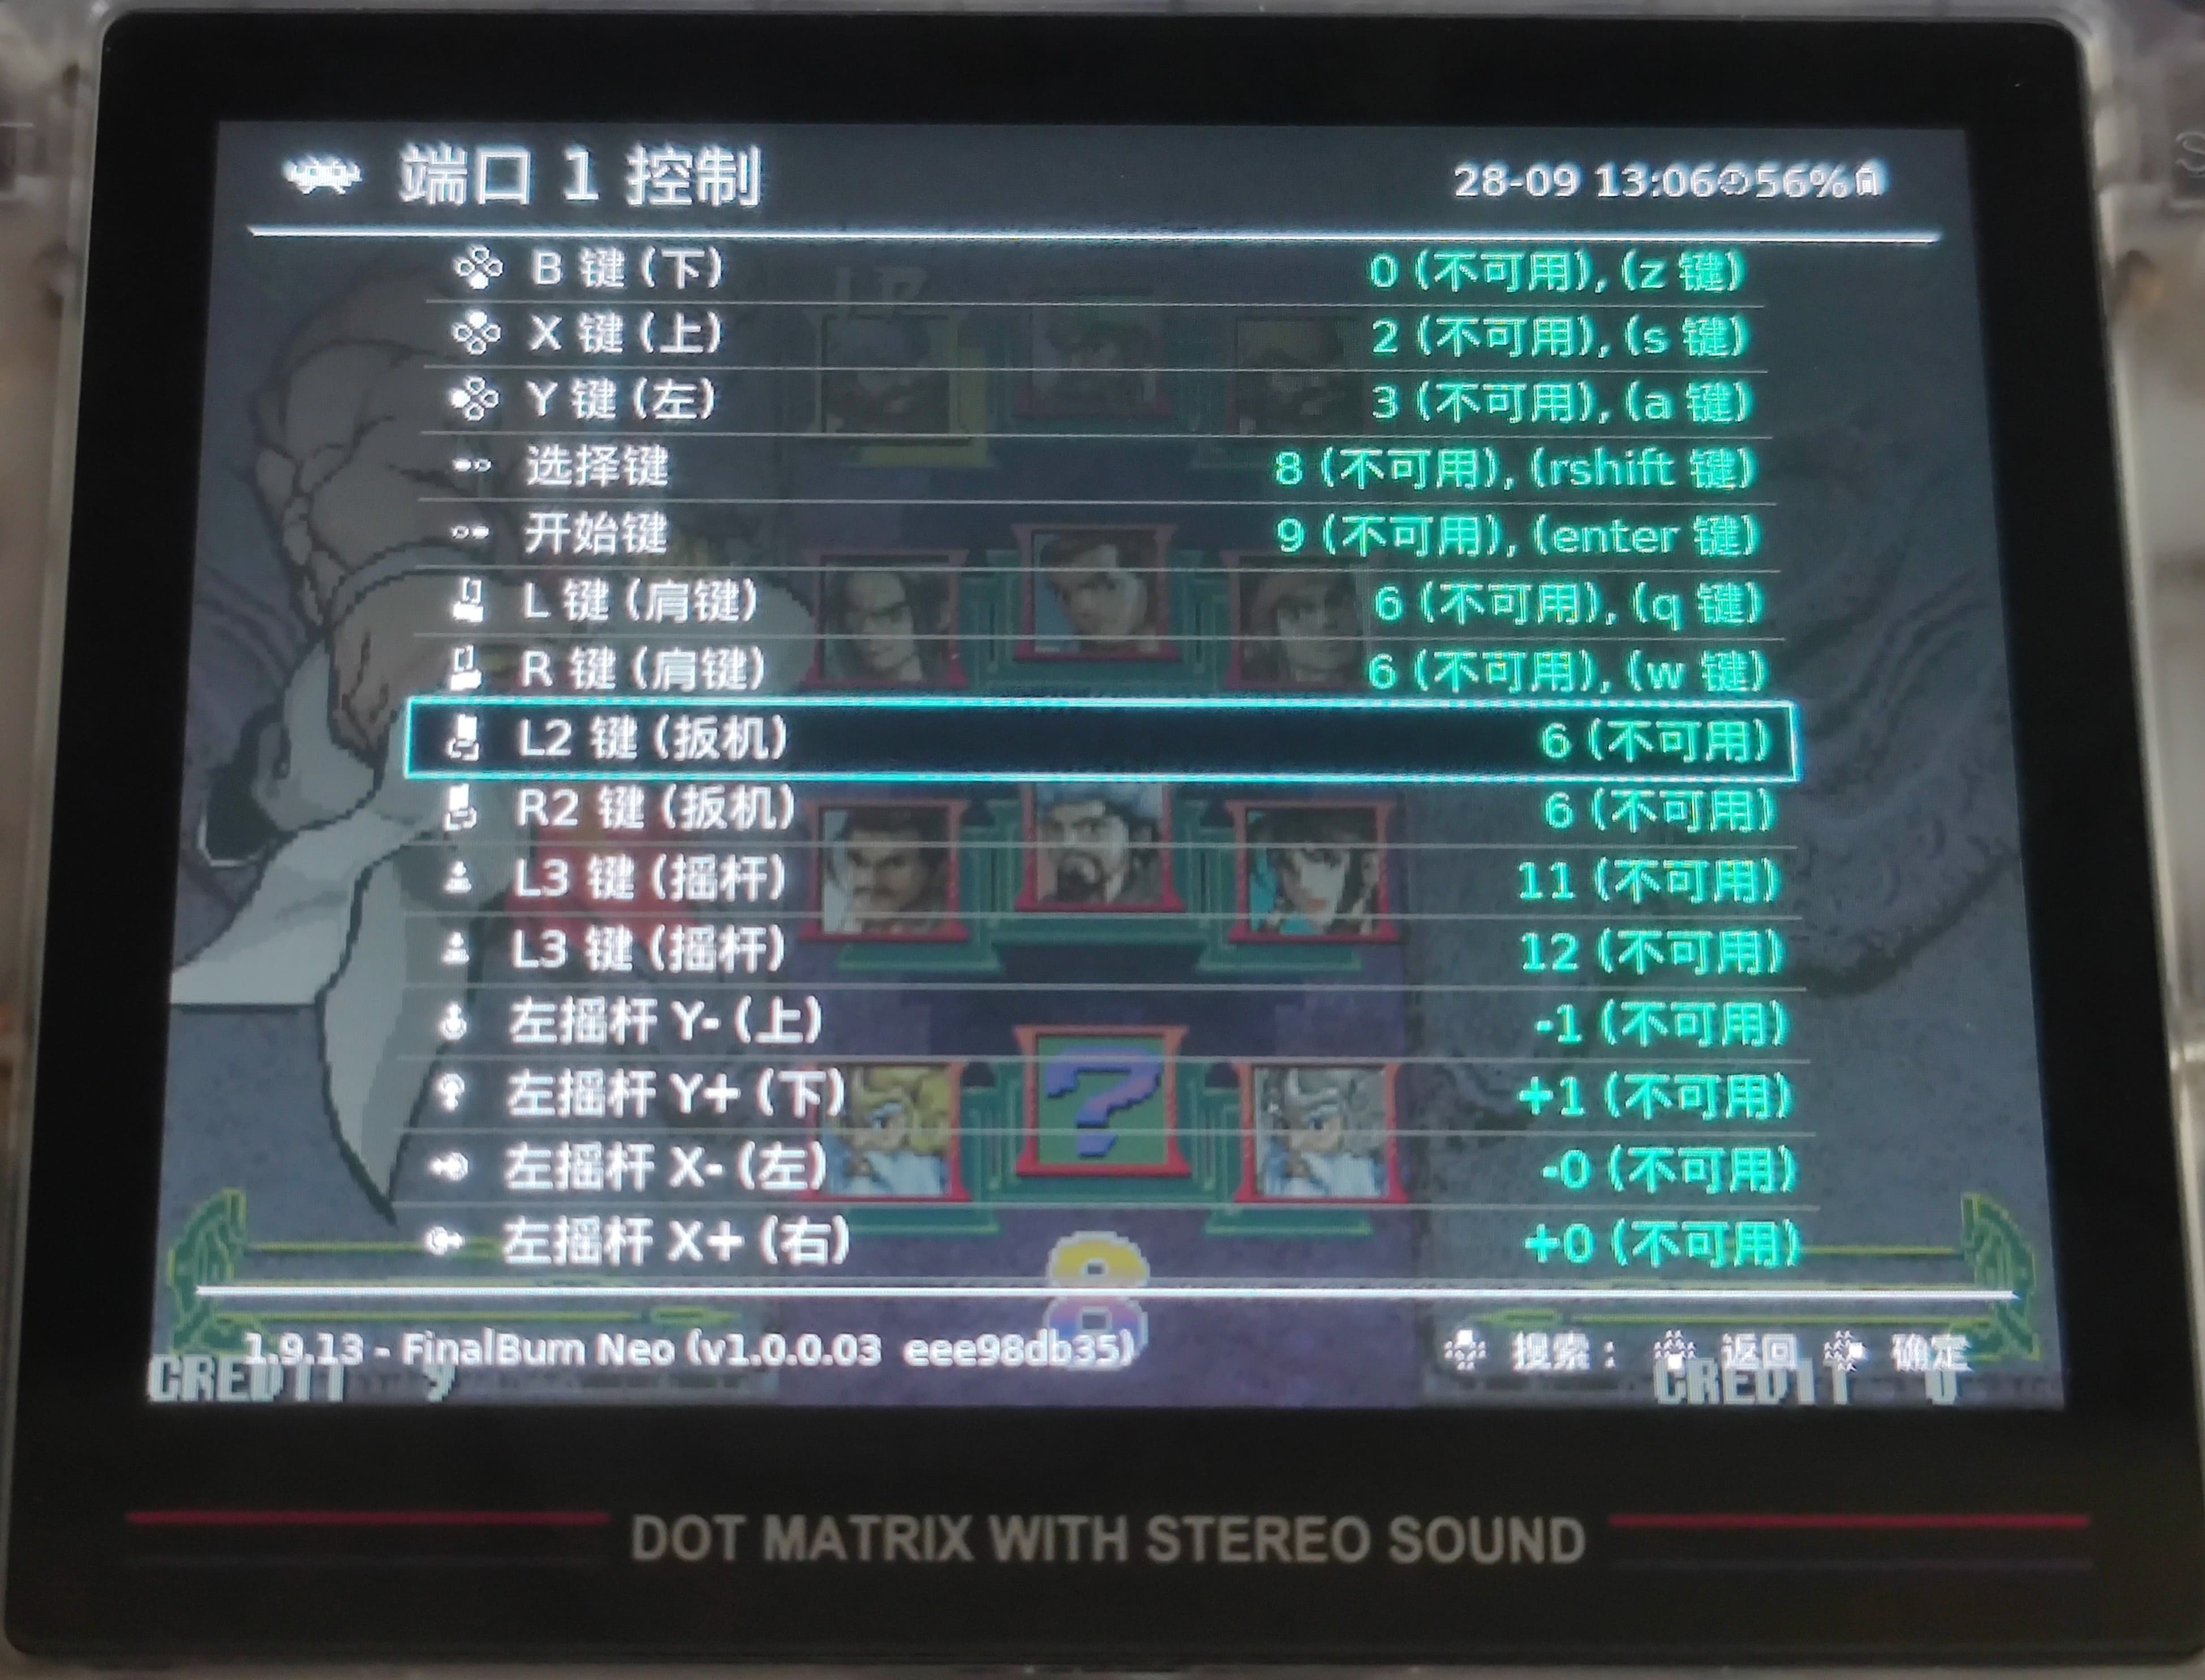 端口 1 控制 28-09 13:06 56%
B 键 (下) 0 (不可用), (z 键)
X 键 (上) 2 (不可用), (s 键)
Y 键 (左) 3 (不可用), (a 键)
选择键 8 (不可用), (rshift 键)
开始键 9 (不可用), (enter 键)
L 键 (肩键) 6 (不可用), (q 键)
R 键 (肩键) 6 (不可用), (w 键)
L2 键 (扳机) 6 (不可用)
R2 键 (扳机) 6 (不可用)
L3 键 (摇杆) 11 (不可用)
L3 键 (摇杆) 12 (不可用)
左摇杆 Y- (上) -1 (不可用)
左摇杆 Y+ (下) +1 (不可用)
左摇杆 X- (左) -0 (不可用)
左摇杆 X+ (右) +0 (不可用)
8
1.9.13 - FinalBurn Neo (v1.0.0.03 eee98db35) 搜索： 返回 确定
CREDIT 9 CREDIT 0
DOT MATRIX WITH STEREO SOUND